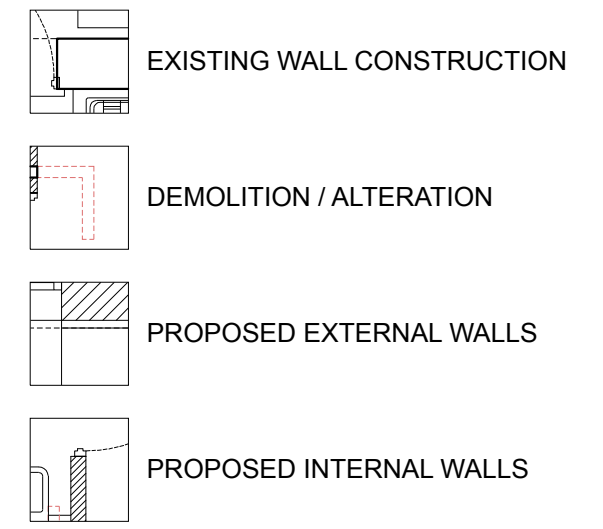 EXISTING WALL CONSTRUCTION
DEMOLITION / ALTERATION
PROPOSED EXTERNAL WALLS
PROPOSED INTERNAL WALLS